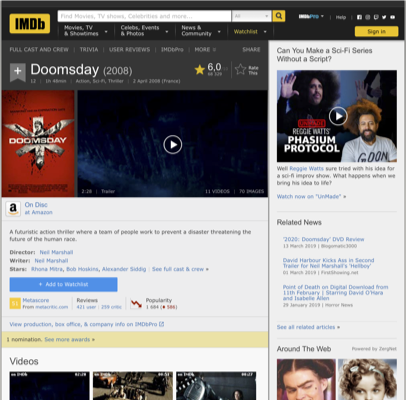 IMDb
Find Movies, TV shows, Celebrities and more...
All
IMDbPro
Help
Movies, TV
& Showtimes
Celebs, Events
& Photos
News &
Community
Watchlist
Sign in
FULL CAST AND CREW | TRIVIA | USER REVIEWS | IMDbPro | MORE
SHARE
Doomsday (2008)
12 | 1h 48min | Action, Sci-Fi, Thriller | 2 April 2008 (France)
6,0
Rate
This
DOOMSDAY
2:28 | Trailer
11 VIDEOS | 70 IMAGES
On Disc
at Amazon
A futuristic action thriller where a team of people work to prevent a disaster threatening the
future of the human race.
Director: Neil Marshall
Writer: Neil Marshall
Stars: Rhona Mitra, Bob Hoskins, Alexander Siddig | See full cast & crew »
+ Add to Watchlist
Metascore
From metacritic.com
Reviews
421 user | 209 critic
Popularity
View production, box office, & company info on IMDbPro
1 nomination. See more awards »
Videos
Can You Make a Sci-Fi Series
Without a Script?
REGGIE WATTS'
PHASIUM
PROTOCOL
Well Reggie Watts sure tried with his idea for
a sci-fi improv show. What happens when we
bring his idea to life?
Watch now on "UnMade" »
Related News
'2020: Doomsday' DVD Review
13 March 2019 | Blogomatic3000
David Harbour Kicks Ass in Second
Trailer for Neil Marshall's 'Hellboy'
01 March 2019 | FirstShowing.net
Point of Death on Digital Download from
11th February | Starring David O'Hara
and Isabelle Allen
29 January 2019 | Horror News
See all related articles »
Around The Web
Powered by ZergNet